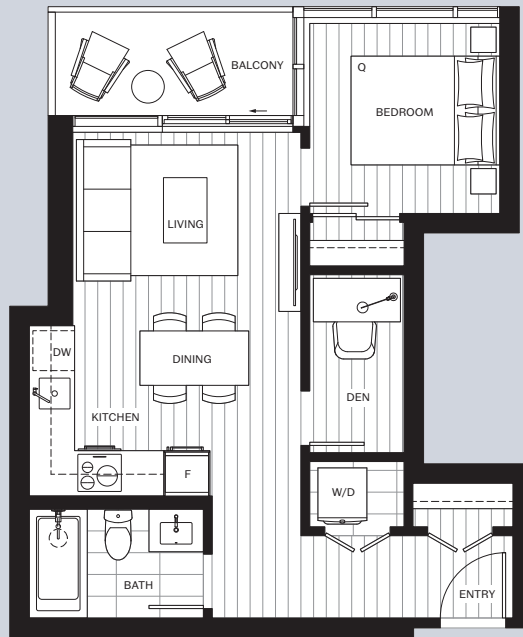 BALCONY
Q
BEDROOM
LIVING
DW
DINING
KITCHEN
DEN
F
W/D
BATH
ENTRY